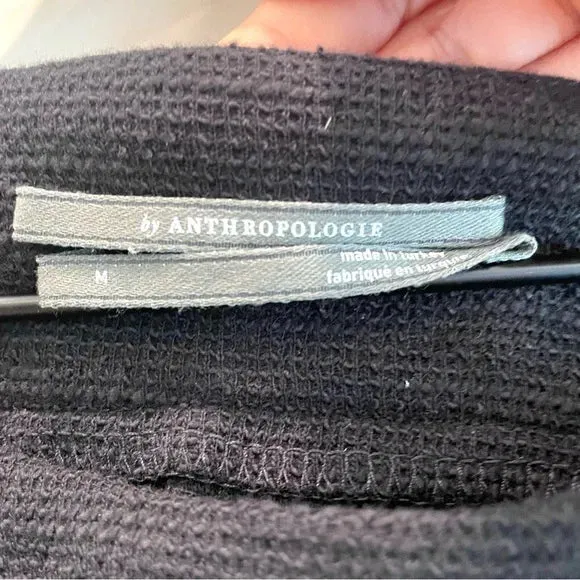 by ANTHROPOLOGIE
M
made in turkey
fabriqué en turquie